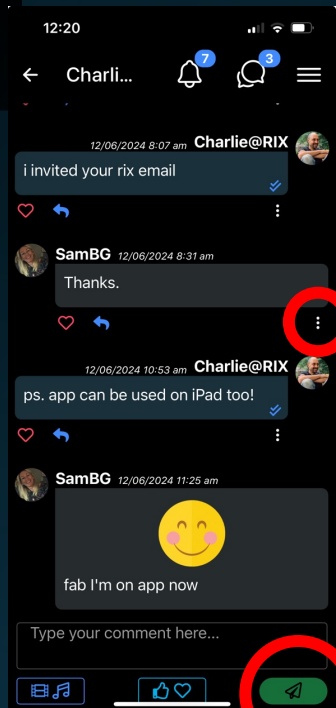 12:20
Charli...
7
3
12/06/2024 8:07 am Charlie@RIX
i invited your rix email
SamBG 12/06/2024 8:31 am
Thanks.
12/06/2024 10:53 am Charlie@RIX
ps. app can be used on iPad too!
SamBG 12/06/2024 11:25 am
fab I'm on app now
Type your comment here...